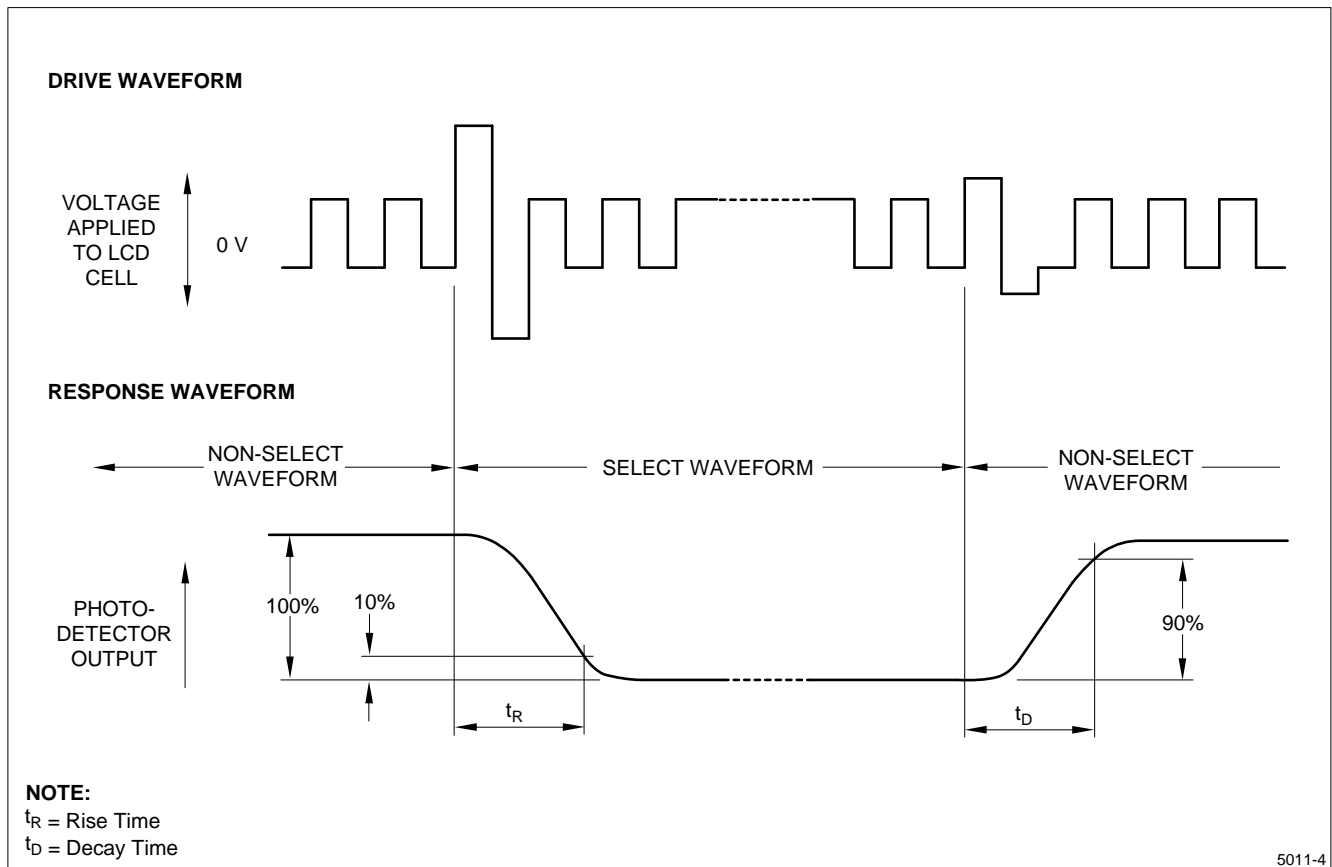 DRIVE WAVEFORM
VOLTAGE
APPLIED
TO LCD
CELL
0 V
RESPONSE WAVEFORM
NON-SELECT
WAVEFORM
SELECT WAVEFORM
NON-SELECT
WAVEFORM
PHOTO-
DETECTOR
OUTPUT
100%
10%
90%
tR
tD
NOTE:
tR = Rise Time
tD = Decay Time
5011-4